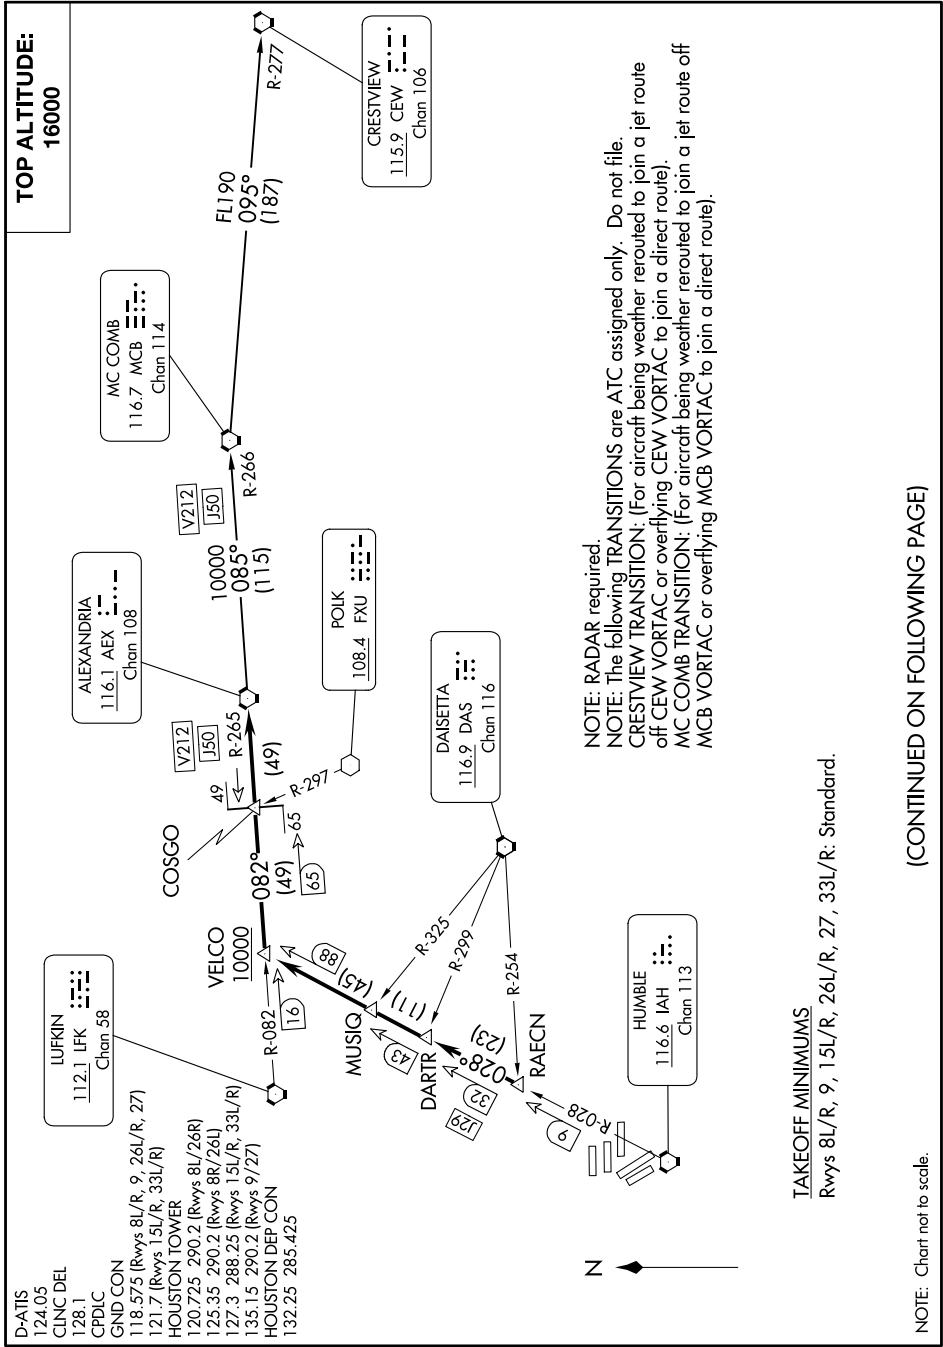 TOP ALTITUDE:
16000
D-ATIS
124.05
CLNC DEL
128.1
CPDLC
GND CON
118.575 (Rwys 8L/R, 9, 26L/R, 27)
121.7 (Rwys 15L/R, 33L/R)
HOUSTON TOWER
120.725 290.2 (Rwys 8L/26R)
125.35 290.2 (Rwys 8R/26L)
127.3 288.25 (Rwys 15L/R, 33L/R)
135.15 290.2 (Rwys 9/27)
HOUSTON DEP CON
132.25 285.425
LUFKIN
112.1 LFK
Chan 58
R-082
16
VELCO
10000
082°
(49)
65
65
COSGO
49
R-265
(49)
V212
J50
ALEXANDRIA
116.1 AEX
Chan 108
10000
085°
(115)
V212
J50
R-266
MC COMB
116.7 MCB
Chan 114
FL190
095°
(187)
R-277
CRESTVIEW
115.9 CEW
Chan 106
POLK
108.4 FXU
R-297
DAISETTA
116.9 DAS
Chan 116
R-325
R-299
R-254
88
(45)
MUSIQ
(11)
43
DARTR
(23)
028°
32
J29
RAECN
9
R-028
HUMBLE
116.6 IAH
Chan 113
N
NOTE: RADAR required.
NOTE: The following TRANSITIONS are ATC assigned only. Do not file.
CRESTVIEW TRANSITION: (For aircraft being weather rerouted to join a jet route
off CEW VORTAC or overflying CEW VORTAC to join a direct route).
MC COMB TRANSITION: (For aircraft being weather rerouted to join a jet route off
MCB VORTAC or overflying MCB VORTAC to join a direct route).
TAKEOFF MINIMUMS
Rwys 8L/R, 9, 15L/R, 26L/R, 27, 33L/R: Standard.
(CONTINUED ON FOLLOWING PAGE)
NOTE: Chart not to scale.